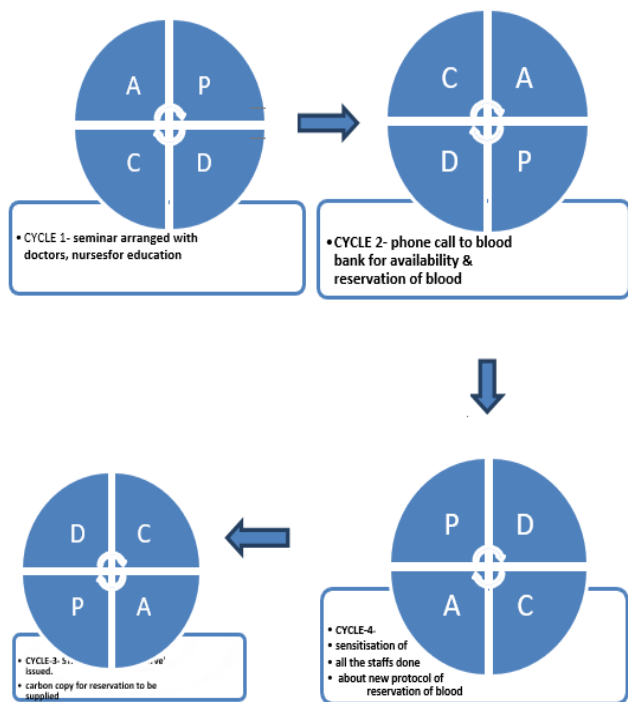 A P
C D
• CYCLE 1- seminar arranged with
doctors, nursesfor education
C A
D P
• CYCLE 2- phone call to blood
bank for availability &
reservation of blood
D C
P A
• CYCLE-3-
issued.
• carbon copy for reservation to be
supplied
P D
A C
• CYCLE-4-
• sensitisation of
• all the staffs done
• about new protocol of
reservation of blood